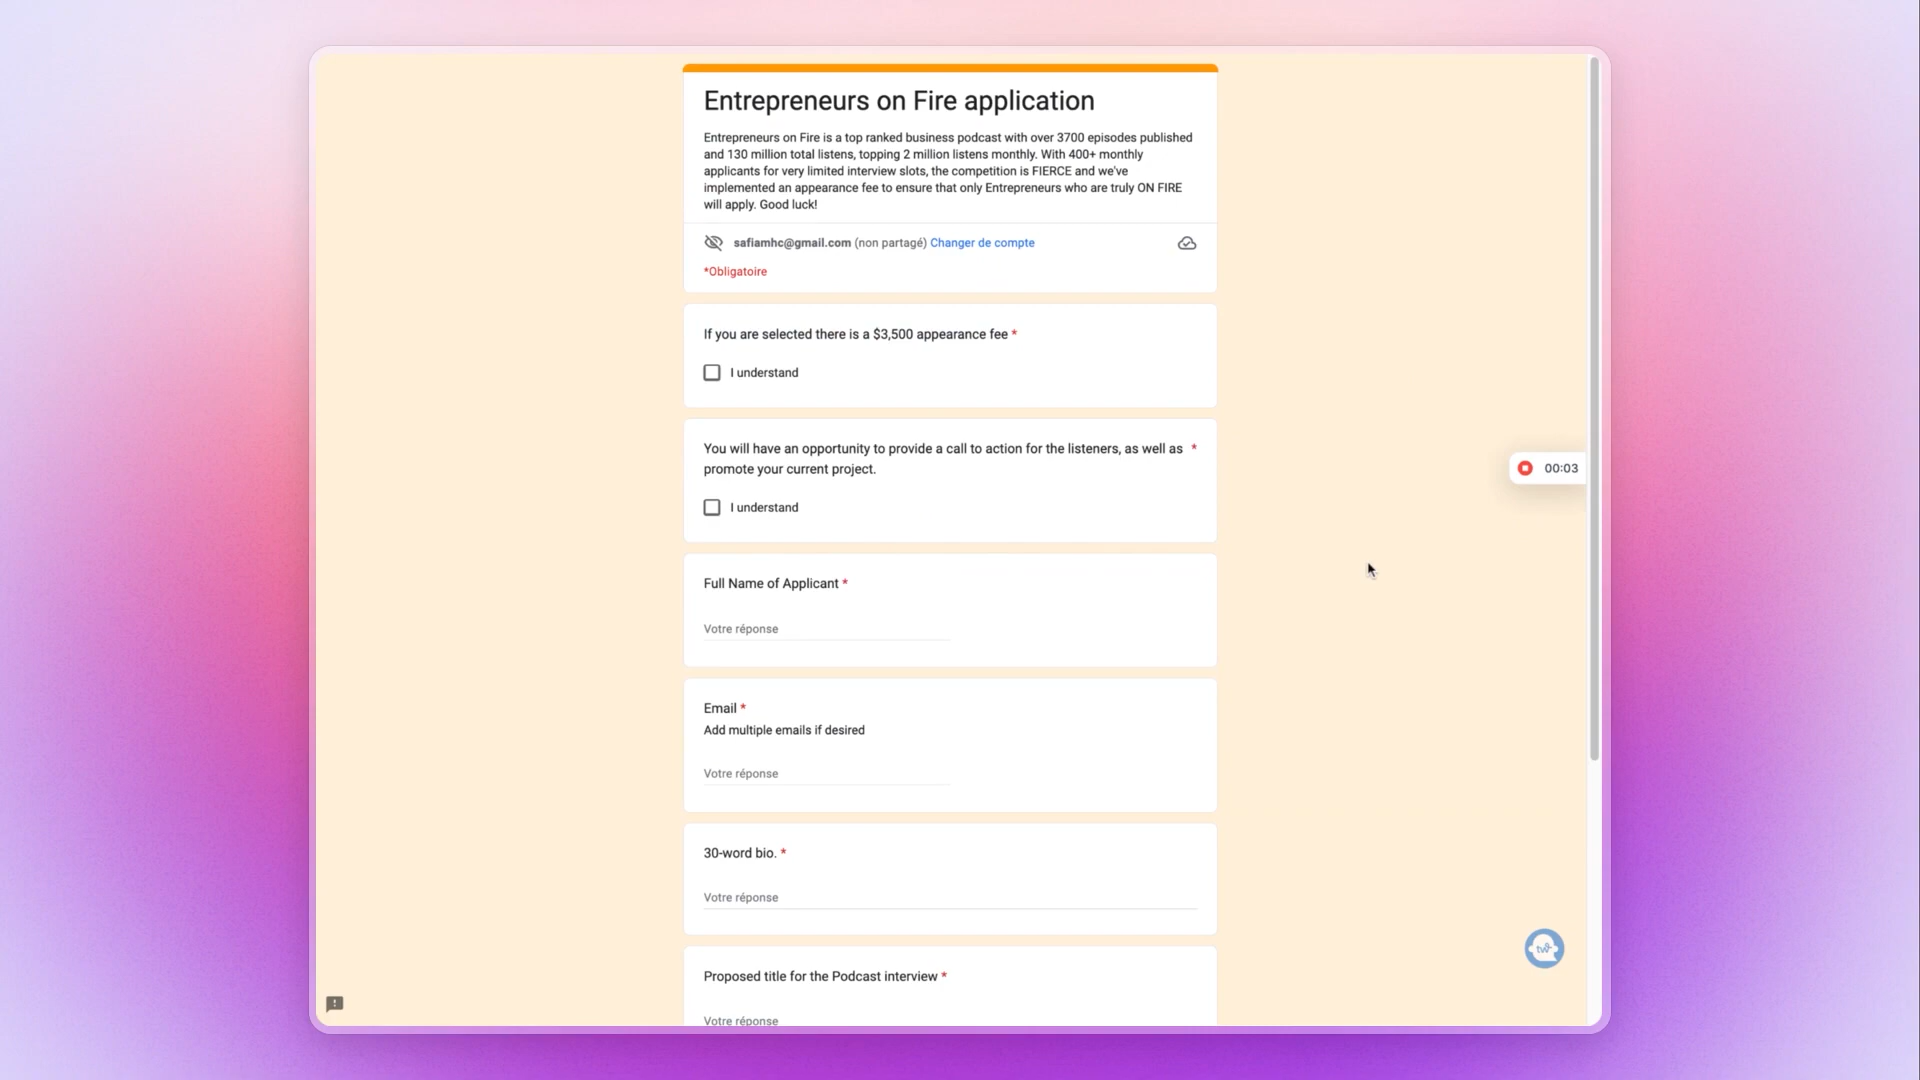 Entrepreneurs on Fire application
Entrepreneurs on Fire is a top ranked business podcast with over 3700 episodes published
and 130 million total listens, topping 2 million listens monthly. With 400+ monthly
applicants for very limited interview slots, the competition is FIERCE and we've
implemented an appearance fee to ensure that only Entrepreneurs who are truly ON FIRE
will apply. Good luck!
safiamhc@gmail.com (non partagé) Changer de compte
*Obligatoire
If you are selected there is a $3,500 appearance fee *
I understand
You will have an opportunity to provide a call to action for the listeners, as well as *
promote your current project.
I understand
00:03
Full Name of Applicant *
Votre réponse
Email *
Add multiple emails if desired
Votre réponse
30-word bio. *
Votre réponse
Proposed title for the Podcast interview *
Votre réponse